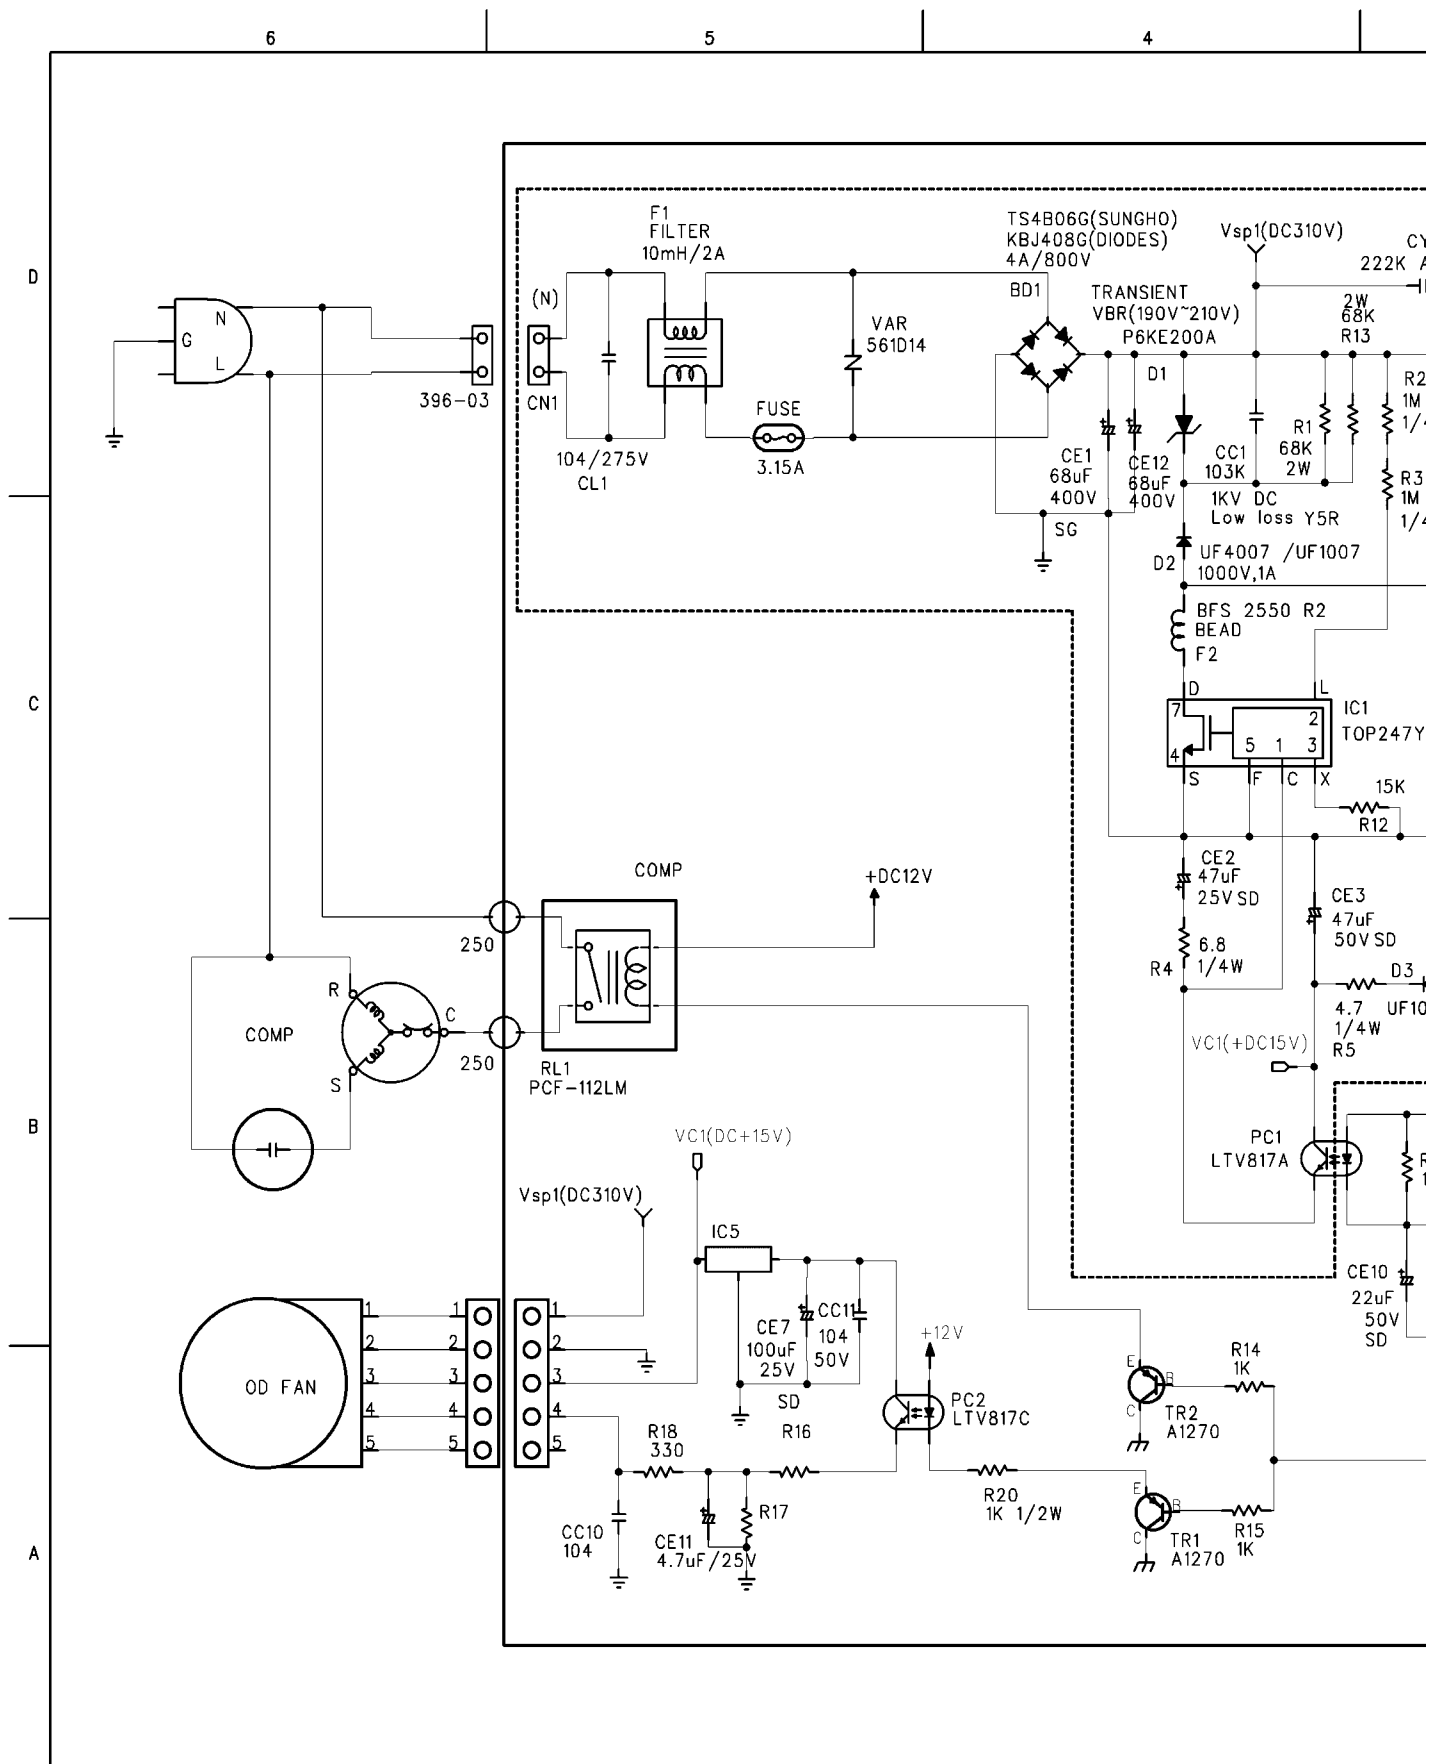 6
5
4
D
C
B
A
N
G
L
396-03
(N)
CN1
F1
FILTER
10mH/2A
104/275V
CL1
VAR
561D14
FUSE
3.15A
TS4B06G(SUNGHO)
KBJ408G(DIODES)
4A/800V
BD1
TRANSIENT
VBR(190V~210V)
P6KE200A
D1
Vsp1(DC310V)
CY
222K A
2W
68K
R13
R1
68K
2W
R2
1M
1/4
R3
1M
1/4
CE1
68uF
400V
CE12
68uF
400V
CC1
103K
1KV DC
Low loss Y5R
SG
D2
UF4007 /UF1007
1000V,1A
BFS 2550 R2
BEAD
F2
D
L
7
2
4
5
1
3
S
F
C
X
IC1
TOP247Y
15K
R12
CE2
47uF
25V SD
CE3
47uF
50V SD
R4
6.8
1/4W
D3
4.7
1/4W
R5
UF10
VC1(+DC15V)
PC1
LTV817A
R
1
CE10
22uF
50V
SD
COMP
+DC12V
250
250
RL1
PCF-112LM
R
C
S
COMP
VC1(DC+15V)
Vsp1(DC310V)
IC5
CE7
100uF
25V
CC11
104
50V
SD
+12V
PC2
LTV817C
OD FAN
1 1 1
2 2 2
3 3 3
4 4 4
5 5 5
R18
330
R16
R17
CC10
104
CE11
4.7uF/25V
R20
1K 1/2W
E
B
C
TR2
A1270
R14
1K
E
B
C
TR1
A1270
R15
1K